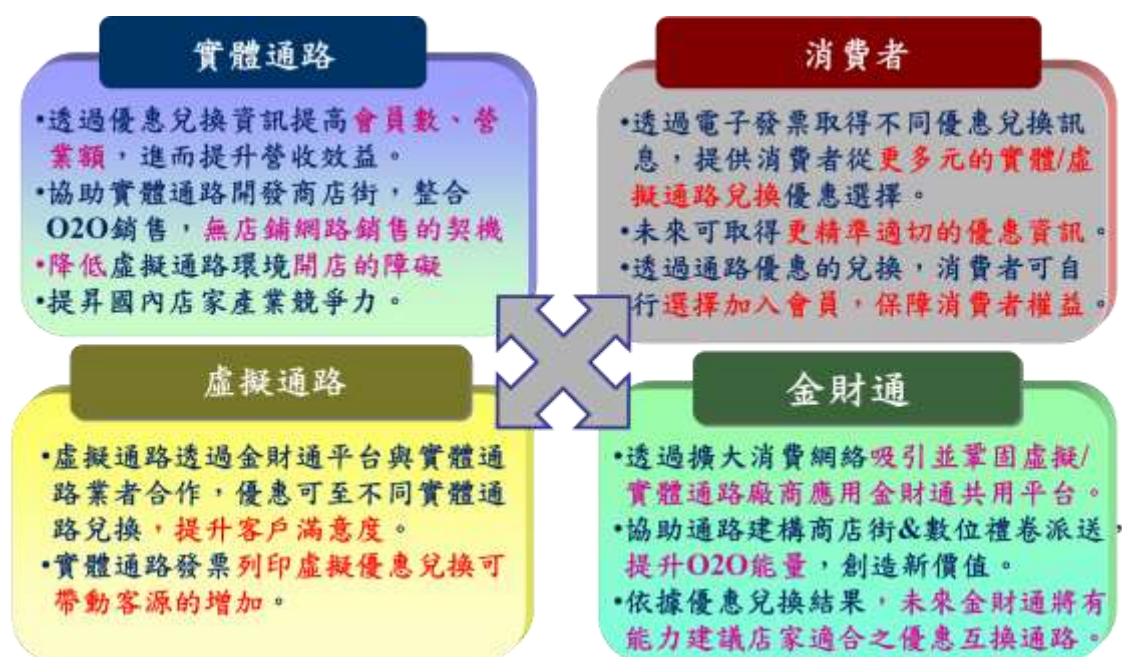 實體通路
•透過優惠兌換資訊提高會員數、營
業額，進而提升營收效益。
•協助實體通路開發商店街，整合
O2O銷售，無店鋪網路銷售的契機
•降低虛擬通路環境開店的障礙
•提昇國內店家產業競爭力。
消費者
•透過電子發票取得不同優惠兌換訊
息，提供消費者從更多元的實體/虛
擬通路兌換優惠選擇。
•未來可取得更精準適切的優惠資訊。
•透過通路優惠的兌換，消費者可自
行選擇加入會員，保障消費者權益。
虛擬通路
•虛擬通路透過金財通平台與實體通
路業者合作，優惠可至不同實體通
路兌換，提升客戶滿意度。
•實體通路發票列印虛擬優惠兌換可
帶動客源的增加。
金財通
•透過擴大消費網絡吸引並鞏固虛擬/
實體通路廠商應用金財通共用平台。
•協助通路建構商店街&數位禮卷派送，
提升O2O能量，創造新價值。
•依據優惠兌換結果，未來金財通將有
能力建議店家適合之優惠互換通路。